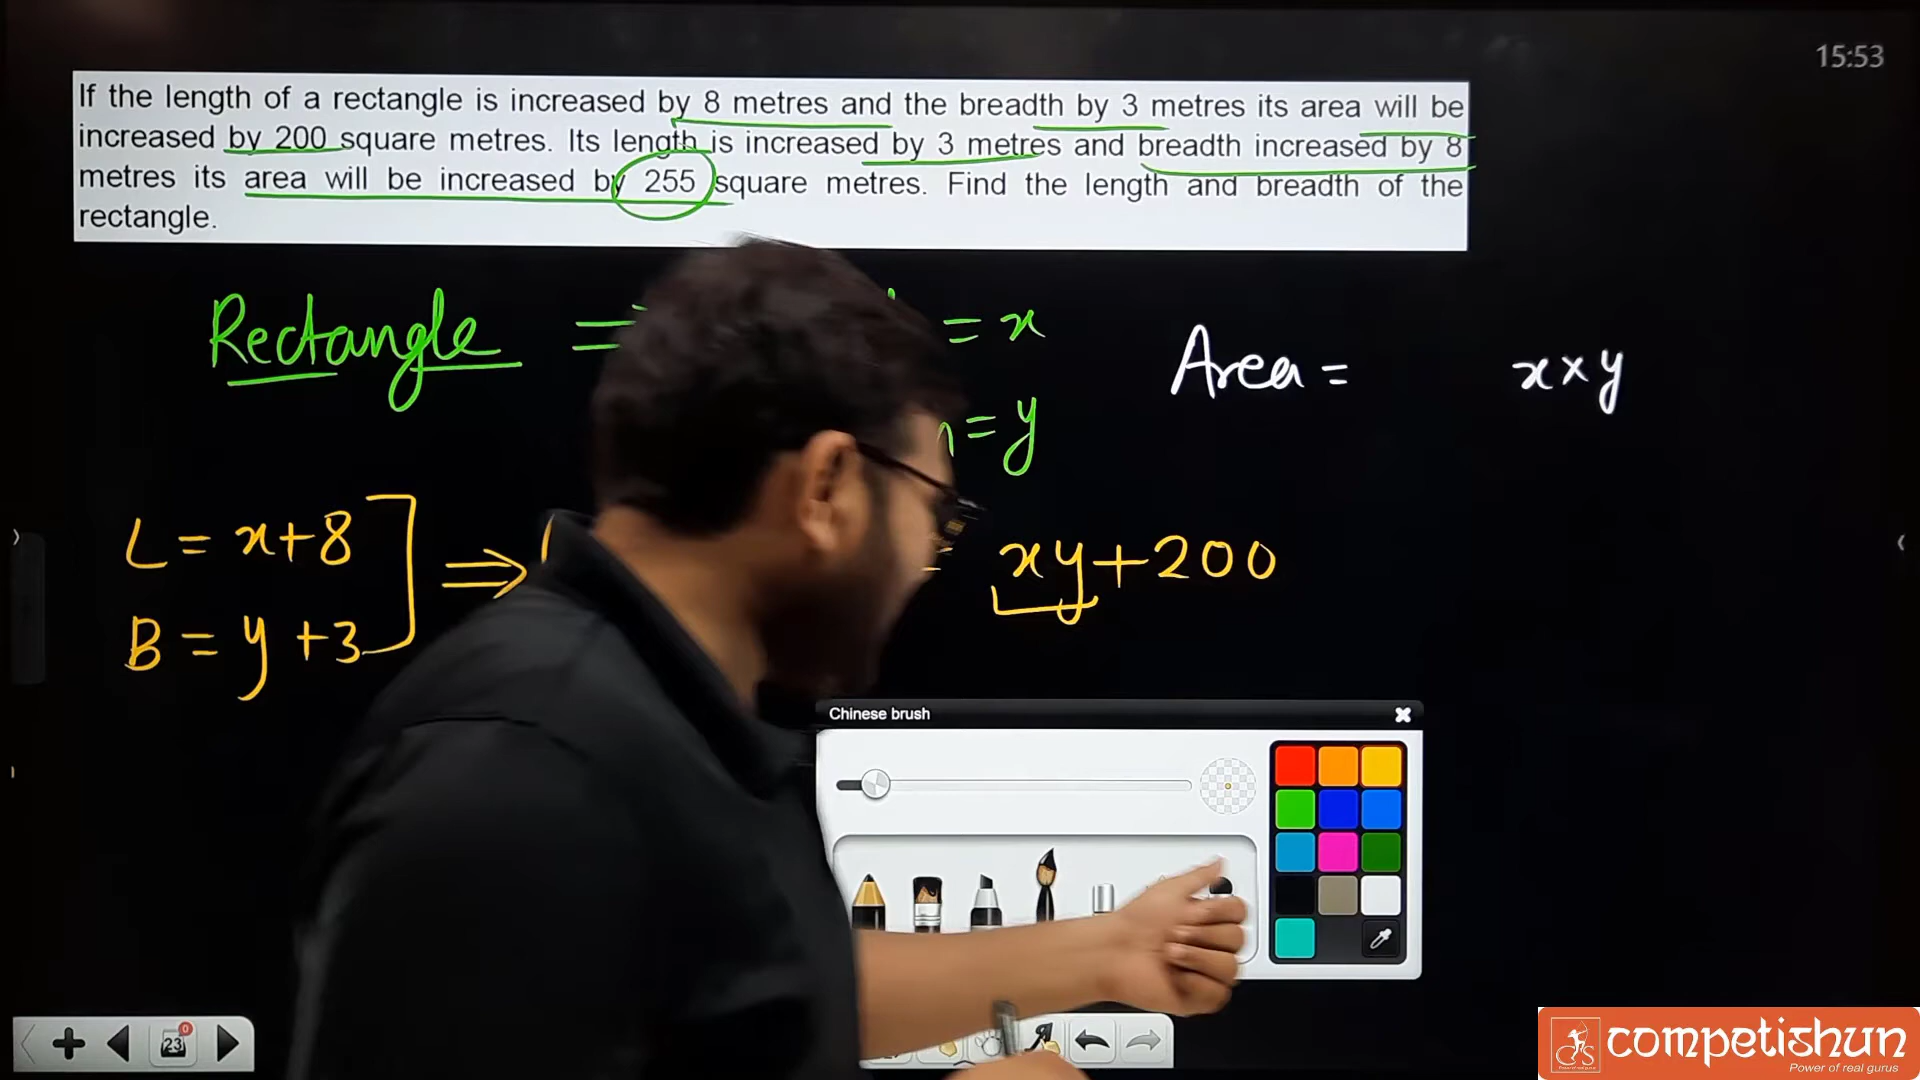 15:53
If the length of a rectangle is increased by 8 metres and the breadth by 3 metres its area will be
increased by 200 square metres. Its length is increased by 3 metres and breadth increased by 8
metres its area will be increased by 255 square metres. Find the length and breadth of the
rectangle.
Rectangle ⇒ = x
= y
Area = x × y
L = x+8
B = y+3
⇒ = xy+200
Chinese brush
0
23
competishun
Power of real gurus